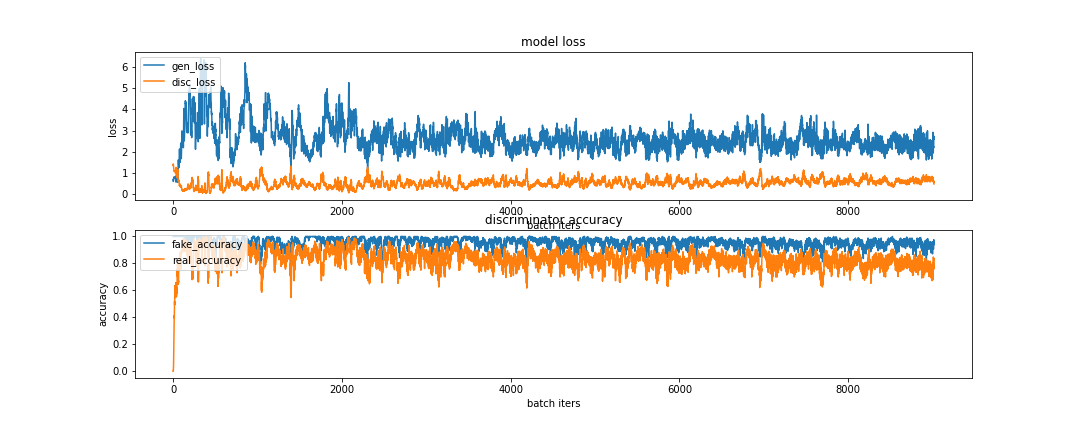 model loss
gen_loss
disc_loss
6
5
4
3
2
1
0
loss
0 2000 4000 6000 8000
batch iters
discriminator accuracy
fake_accuracy
real_accuracy
1.0
0.8
0.6
0.4
0.2
0.0
accuracy
0 2000 4000 6000 8000
batch iters